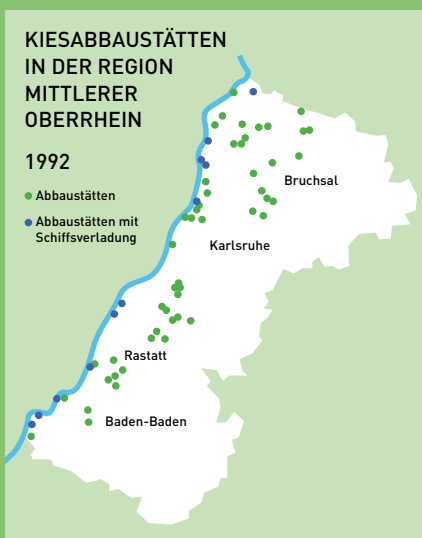 KIESABBAUSTÄTTEN
IN DER REGION
MITTLERER
OBERRHEIN
1992
Abbaustätten
Abbaustätten mit
Schiffsverladung
Bruchsal
Karlsruhe
Rastatt
Baden-Baden